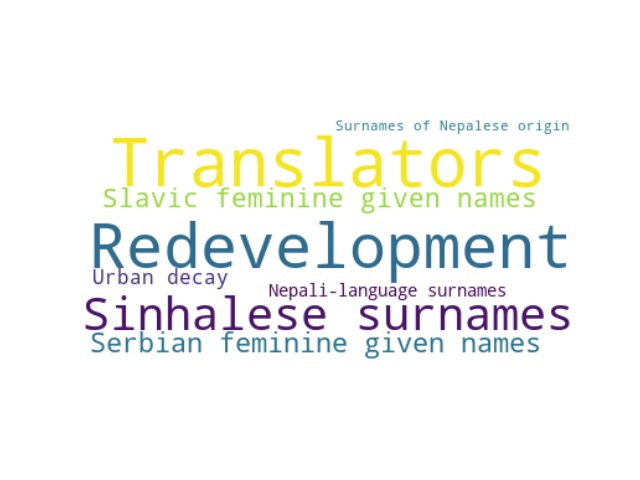 Surnames of Nepalese origin
Translators
Slavic feminine given names
Redevelopment
Urban decay
Nepali-language surnames
Sinhalese surnames
Serbian feminine given names